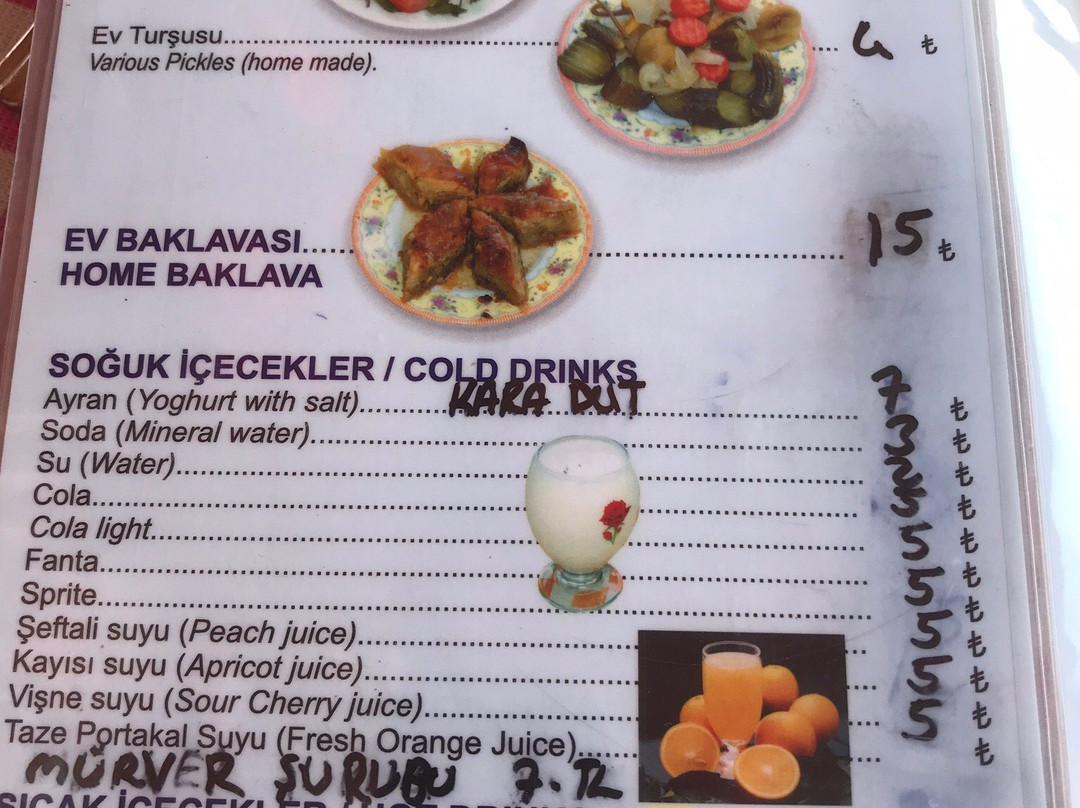 Ev Turşusu.......................................................... 4 ₺
Various Pickles (home made).
EV BAKLAVASI.......................................................... 15 ₺
HOME BAKLAVA
SOĞUK İÇECEKLER / COLD DRINKS
KARA DUT 7
Ayran (Yoghurt with salt).......................................................... ₺
Soda (Mineral water).......................................................... 3 ₺
Su (Water).......................................................... ₺
Cola.......................................................... 5 ₺
Cola light.......................................................... 5 ₺
Fanta.......................................................... 5 ₺
Sprite.......................................................... 5 ₺
Şeftali suyu (Peach juice).......................................................... 5 ₺
Kayısı suyu (Apricot juice).......................................................... 5 ₺
Vişne suyu (Sour Cherry juice).......................................................... ₺
Taze Portakal Suyu (Fresh Orange Juice)...... ₺
MÜRVER ŞURUBU 7.TL
SICAK İÇECEKLER